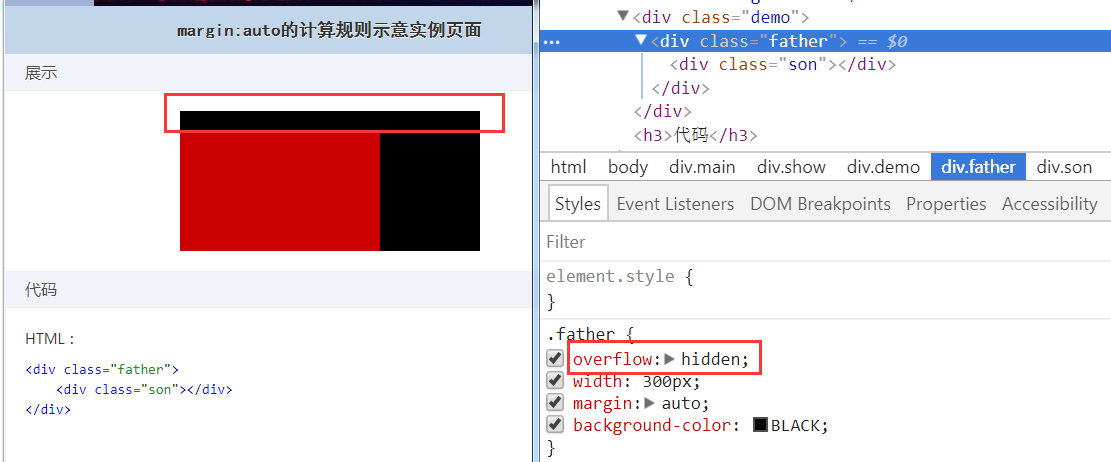 margin:auto的计算规则示意实例页面
展示
代码
HTML：
<div class="father">
<div class="son"></div>
</div>
▼<div class="demo">
••• ▼<div class="father"> == $0
<div class="son"></div>
</div>
</div>
<h3>代码</h3>
html body div.main div.show div.demo div.father div.son
Styles Event Listeners DOM Breakpoints Properties Accessibility
Filter
element.style {
}
.father {
overflow:▶ hidden;
width: 300px;
margin:▶ auto;
background-color: BLACK;
}